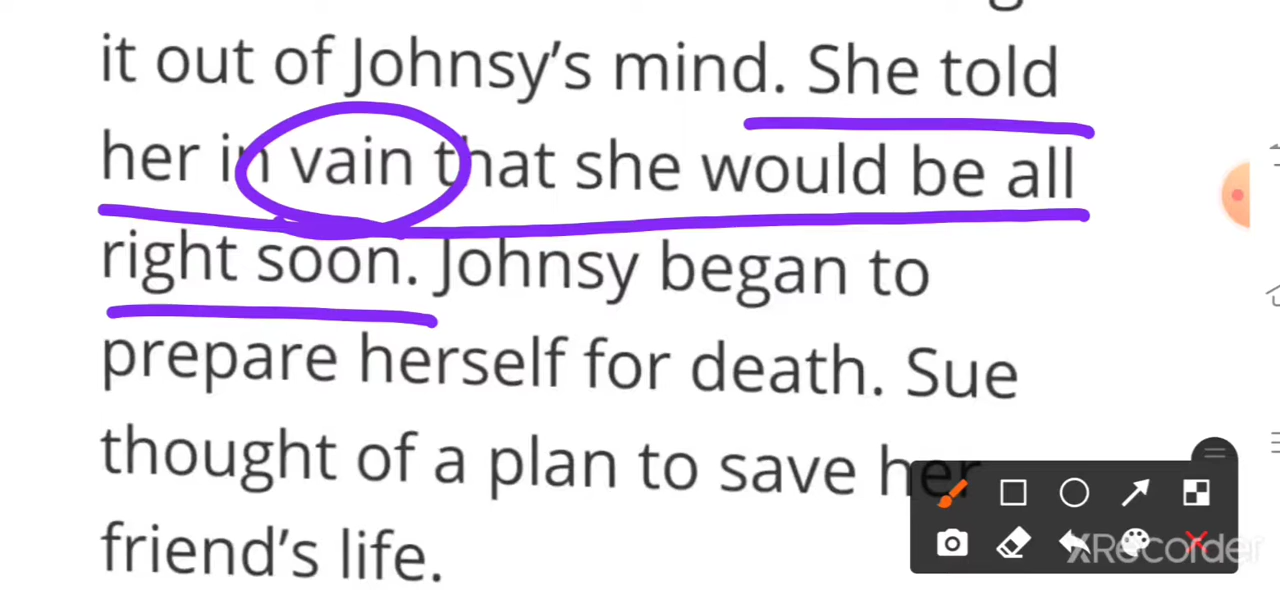 it out of Johnsy's mind. She told
her in vain that she would be all
right soon. Johnsy began to
prepare herself for death. Sue
thought of a plan to save her
friend's life.
XRecorder